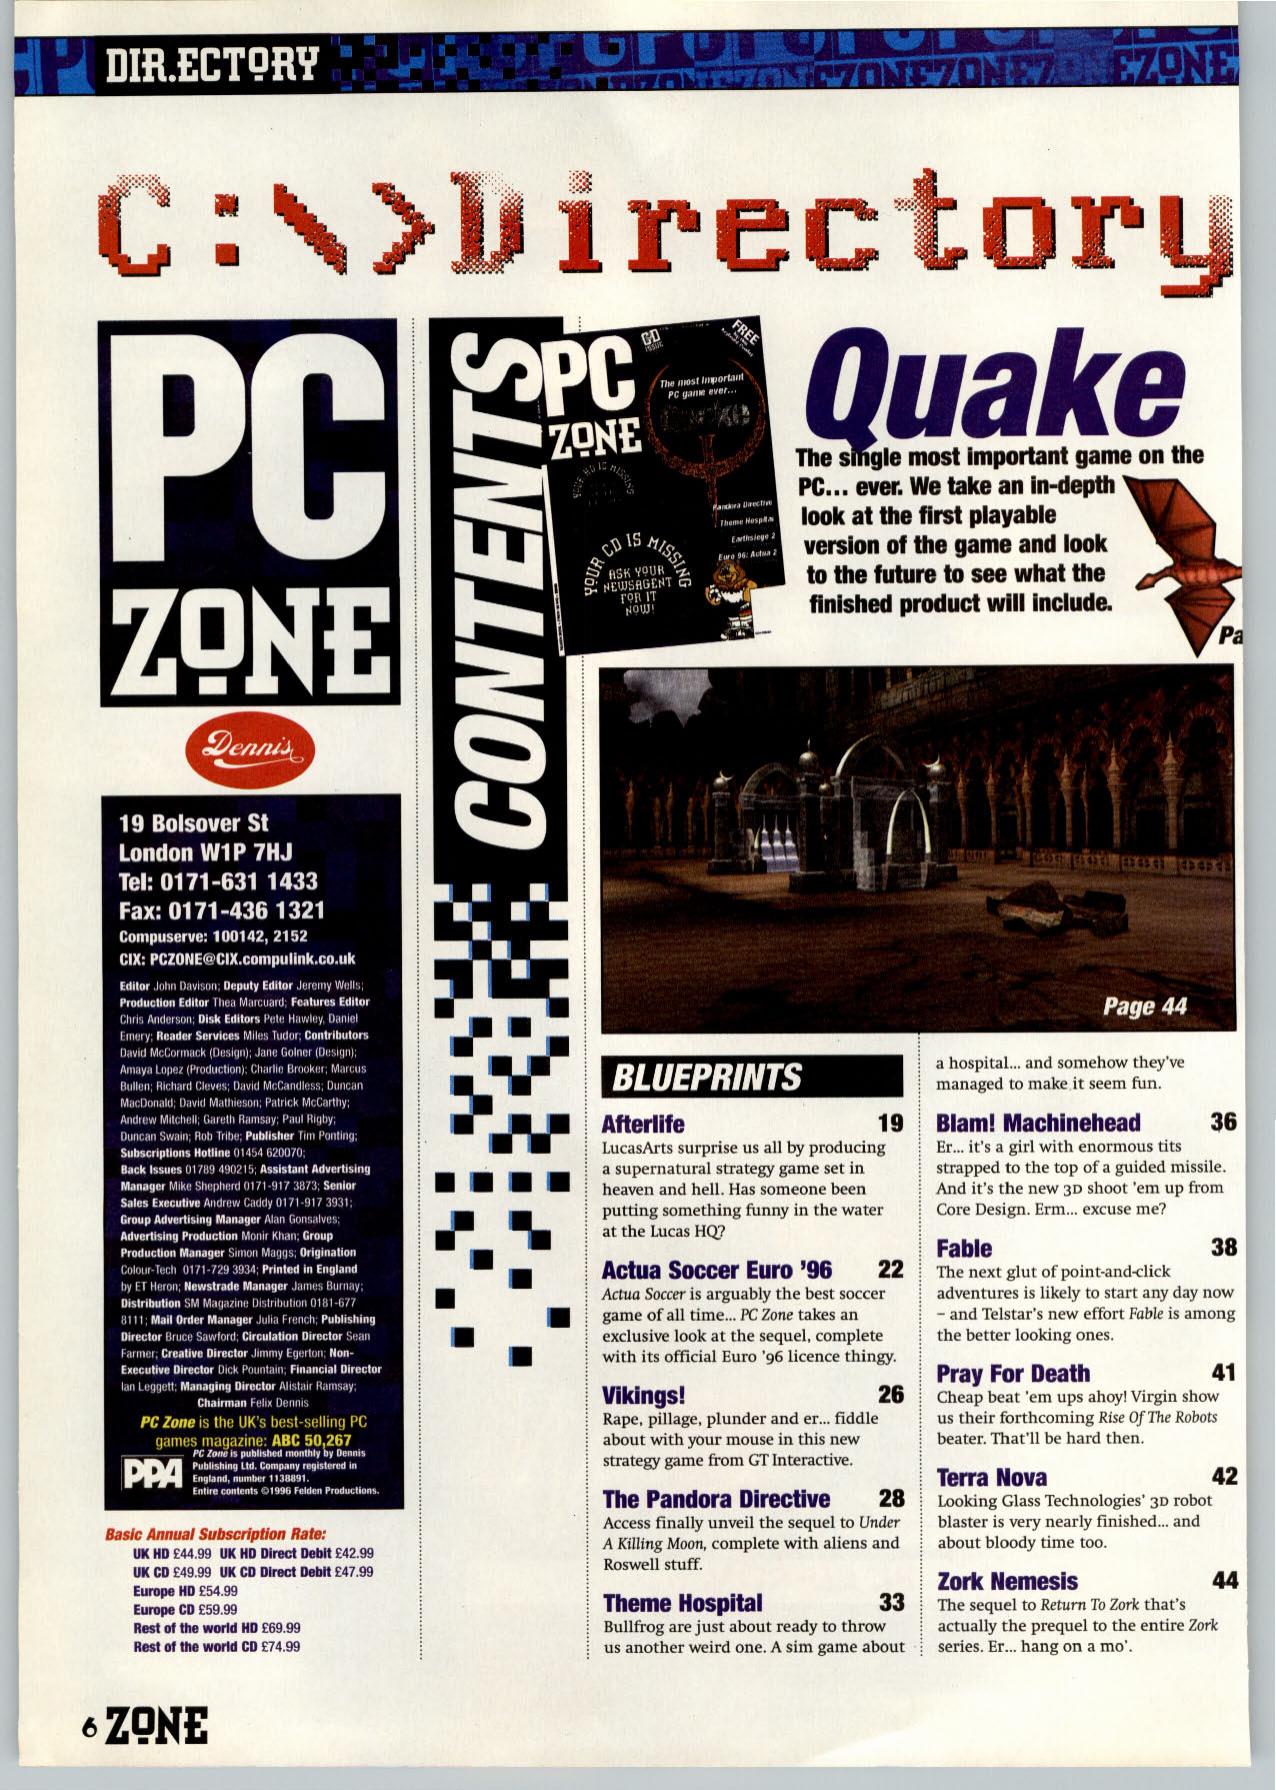 DIR.ECTORY
C:\>Directory
PC
ZONE
Dennis
19 Bolsover St
London W1P 7HJ
Tel: 0171-631 1433
Fax: 0171-436 1321
Compuserve: 100142, 2152
CIX: PCZONE@CIX.compulink.co.uk
Editor John Davison; Deputy Editor Jeremy Wells;
Production Editor Thea Marcuard; Features Editor
Chris Anderson; Disk Editors Pete Hawley, Daniel
Emery; Reader Services Miles Tudor; Contributors
David McCormack (Design); Jane Golner (Design);
Amaya Lopez (Production); Charlie Brooker; Marcus
Bullen; Richard Cleves; David McCandless; Duncan
MacDonald; David Mathieson; Patrick McCarthy;
Andrew Mitchell; Gareth Ramsay; Paul Rigby;
Duncan Swain; Rob Tribe; Publisher Tim Ponting;
Subscriptions Hotline 01454 620070;
Back Issues 01789 490215; Assistant Advertising
Manager Mike Shepherd 0171-917 3873; Senior
Sales Executive Andrew Caddy 0171-917 3931;
Group Advertising Manager Alan Gonsalves;
Advertising Production Monir Khan; Group
Production Manager Simon Maggs; Origination
Colour-Tech 0171-729 3934; Printed in England
by ET Heron; Newstrade Manager James Burnay;
Distribution SM Magazine Distribution 0181-677
8111; Mail Order Manager Julia French; Publishing
Director Bruce Sawford; Circulation Director Sean
Farmer; Creative Director Jimmy Egerton; Non-
Executive Director Dick Pountain; Financial Director
Ian Leggett; Managing Director Alistair Ramsay;
Chairman Felix Dennis
PC Zone is the UK's best-selling PC
games magazine: ABC 50,267
PPA
PC Zone is published monthly by Dennis
Publishing Ltd. Company registered in
England, number 1138891.
Entire contents ©1996 Felden Productions.
Basic Annual Subscription Rate:
UK HD £44.99 UK HD Direct Debit £42.99
UK CD £49.99 UK CD Direct Debit £47.99
Europe HD £54.99
Europe CD £59.99
Rest of the world HD £69.99
Rest of the world CD £74.99
CONTENTS
PC
ZONE
CD
ISSUE
FREE
The most important
PC game ever...
Quake
Pandora Directive
Theme Hospital
Earthsiege 2
Euro 96: Actua 2
YOUR HD IS MISSING
YOUR CD IS MISSING
ASK YOUR
NEWSAGENT
FOR IT
NOW!
Quake
The single most important game on the
PC... ever. We take an in-depth
look at the first playable
version of the game and look
to the future to see what the
finished product will include.
Pa
Page 44
BLUEPRINTS
Afterlife 19
LucasArts surprise us all by producing
a supernatural strategy game set in
heaven and hell. Has someone been
putting something funny in the water
at the Lucas HQ?
Actua Soccer Euro '96 22
Actua Soccer is arguably the best soccer
game of all time... PC Zone takes an
exclusive look at the sequel, complete
with its official Euro '96 licence thingy.
Vikings! 26
Rape, pillage, plunder and er... fiddle
about with your mouse in this new
strategy game from GT Interactive.
The Pandora Directive 28
Access finally unveil the sequel to Under
A Killing Moon, complete with aliens and
Roswell stuff.
Theme Hospital 33
Bullfrog are just about ready to throw
us another weird one. A sim game about
a hospital... and somehow they've
managed to make it seem fun.
Blam! Machinehead 36
Er... it's a girl with enormous tits
strapped to the top of a guided missile.
And it's the new 3D shoot 'em up from
Core Design. Erm... excuse me?
Fable 38
The next glut of point-and-click
adventures is likely to start any day now
– and Telstar's new effort Fable is among
the better looking ones.
Pray For Death 41
Cheap beat 'em ups ahoy! Virgin show
us their forthcoming Rise Of The Robots
beater. That'll be hard then.
Terra Nova 42
Looking Glass Technologies' 3D robot
blaster is very nearly finished... and
about bloody time too.
Zork Nemesis 44
The sequel to Return To Zork that's
actually the prequel to the entire Zork
series. Er... hang on a mo'.
6 ZONE